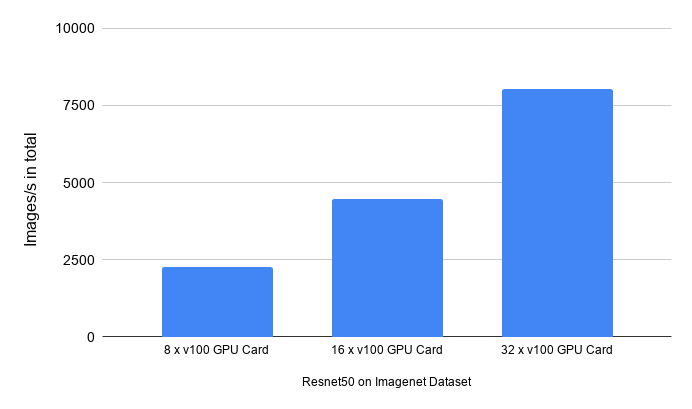 10000
7500
5000
2500
0
Images/s in total
8 x v100 GPU Card
16 x v100 GPU Card
32 x v100 GPU Card
Resnet50 on Imagenet Dataset